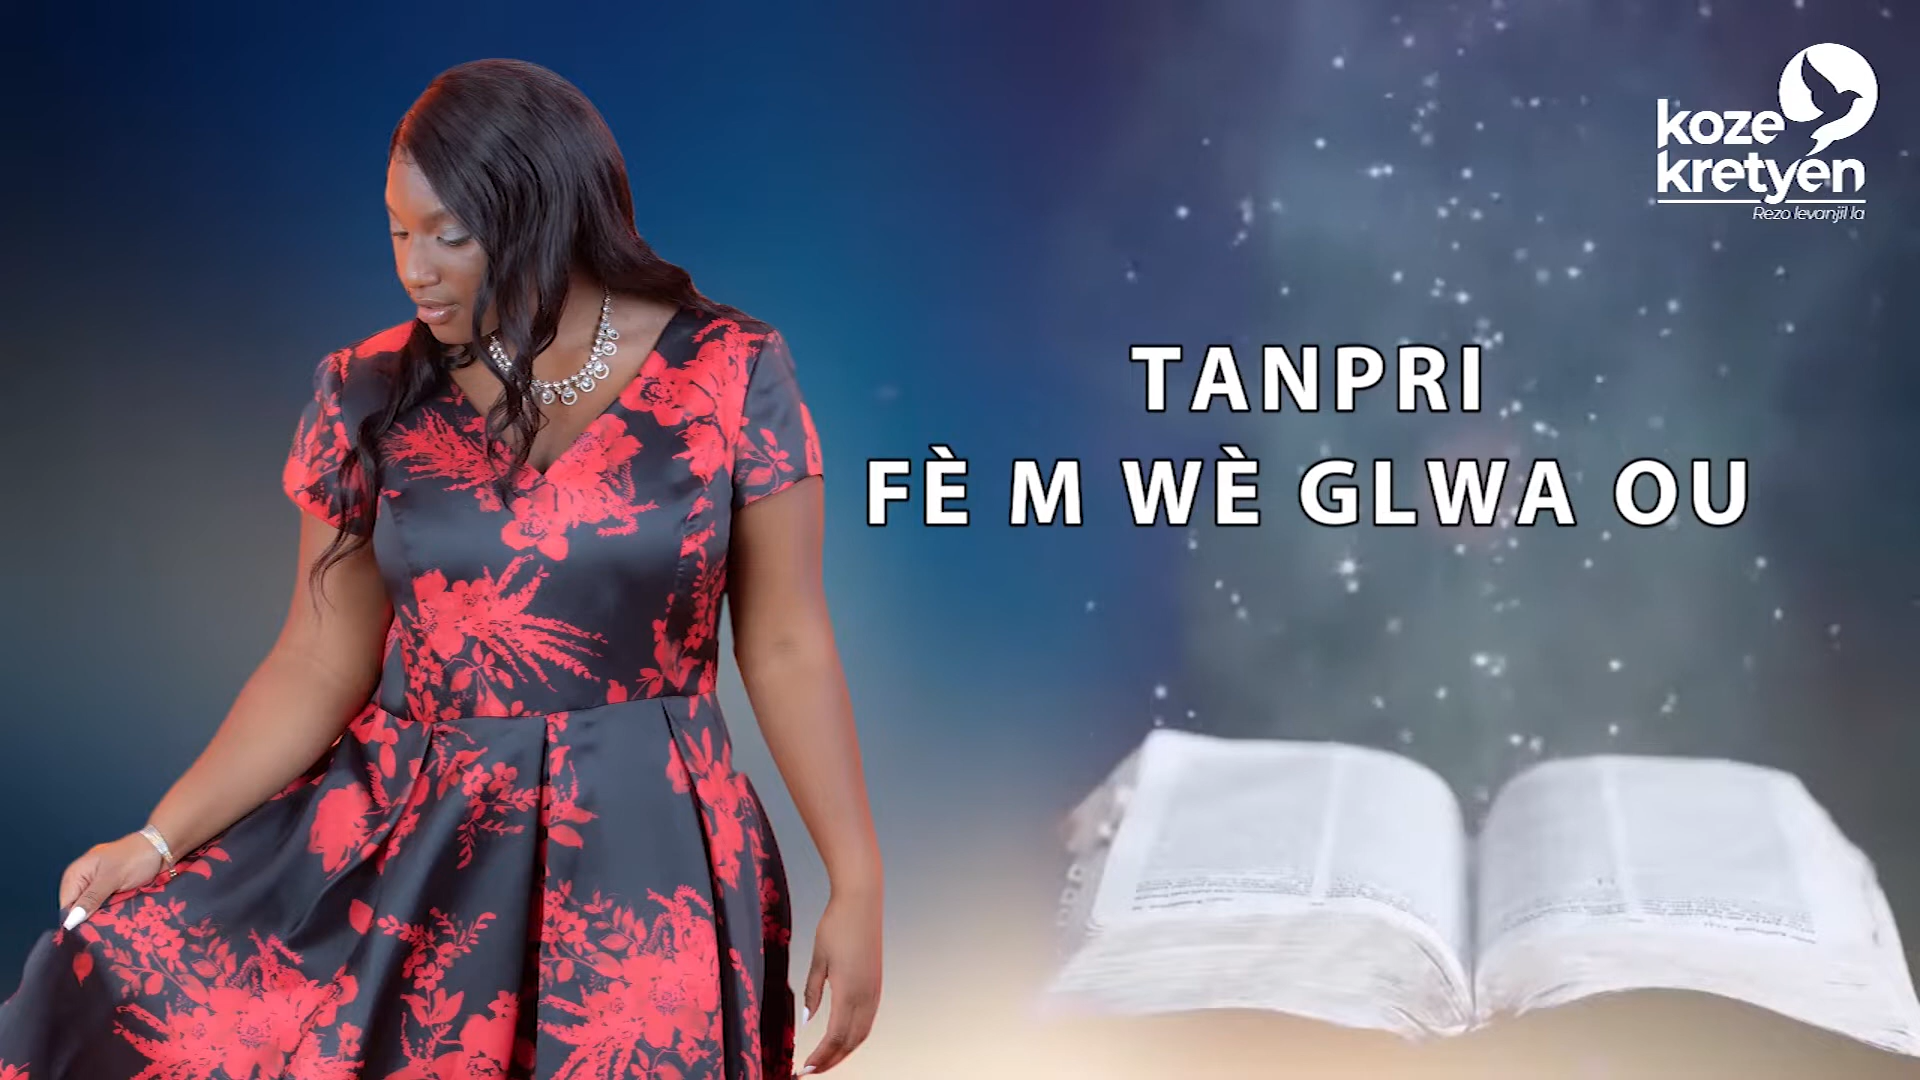 koze
kretyen
Rezo levanjil la
TANPRI
FÈ M WÈ GLWA OU